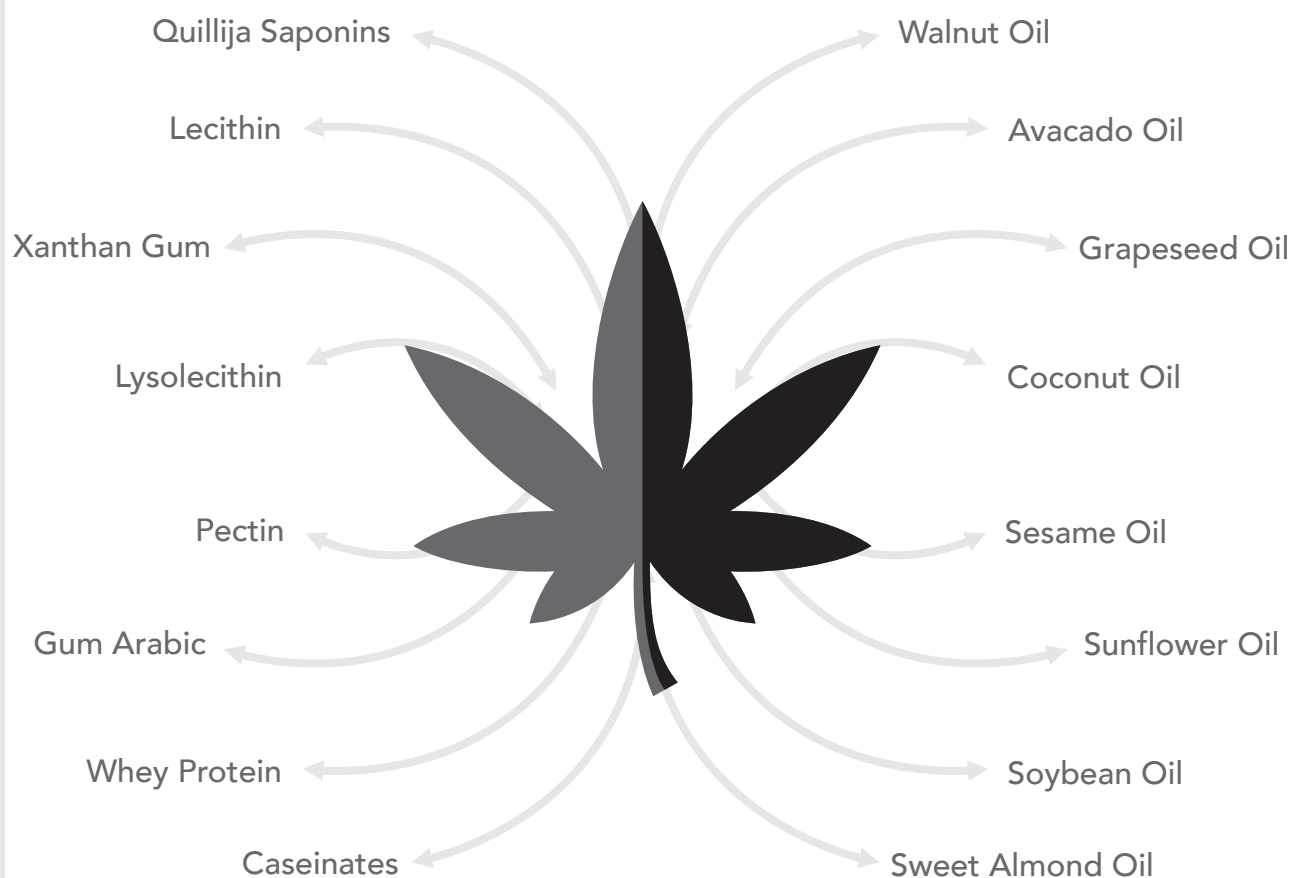 Quillija Saponins
Lecithin
Xanthan Gum
Lysolecithin
Pectin
Gum Arabic
Whey Protein
Caseinates
Walnut Oil
Avacado Oil
Grapeseed Oil
Coconut Oil
Sesame Oil
Sunflower Oil
Soybean Oil
Sweet Almond Oil